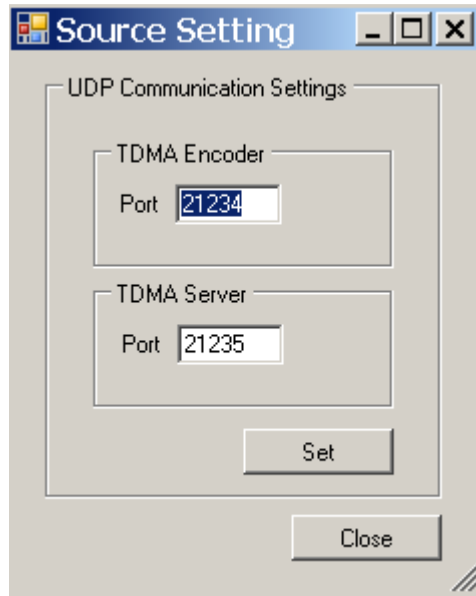 Source Setting
UDP Communication Settings
TDMA Encoder
Port 21234
TDMA Server
Port 21235
Set
Close